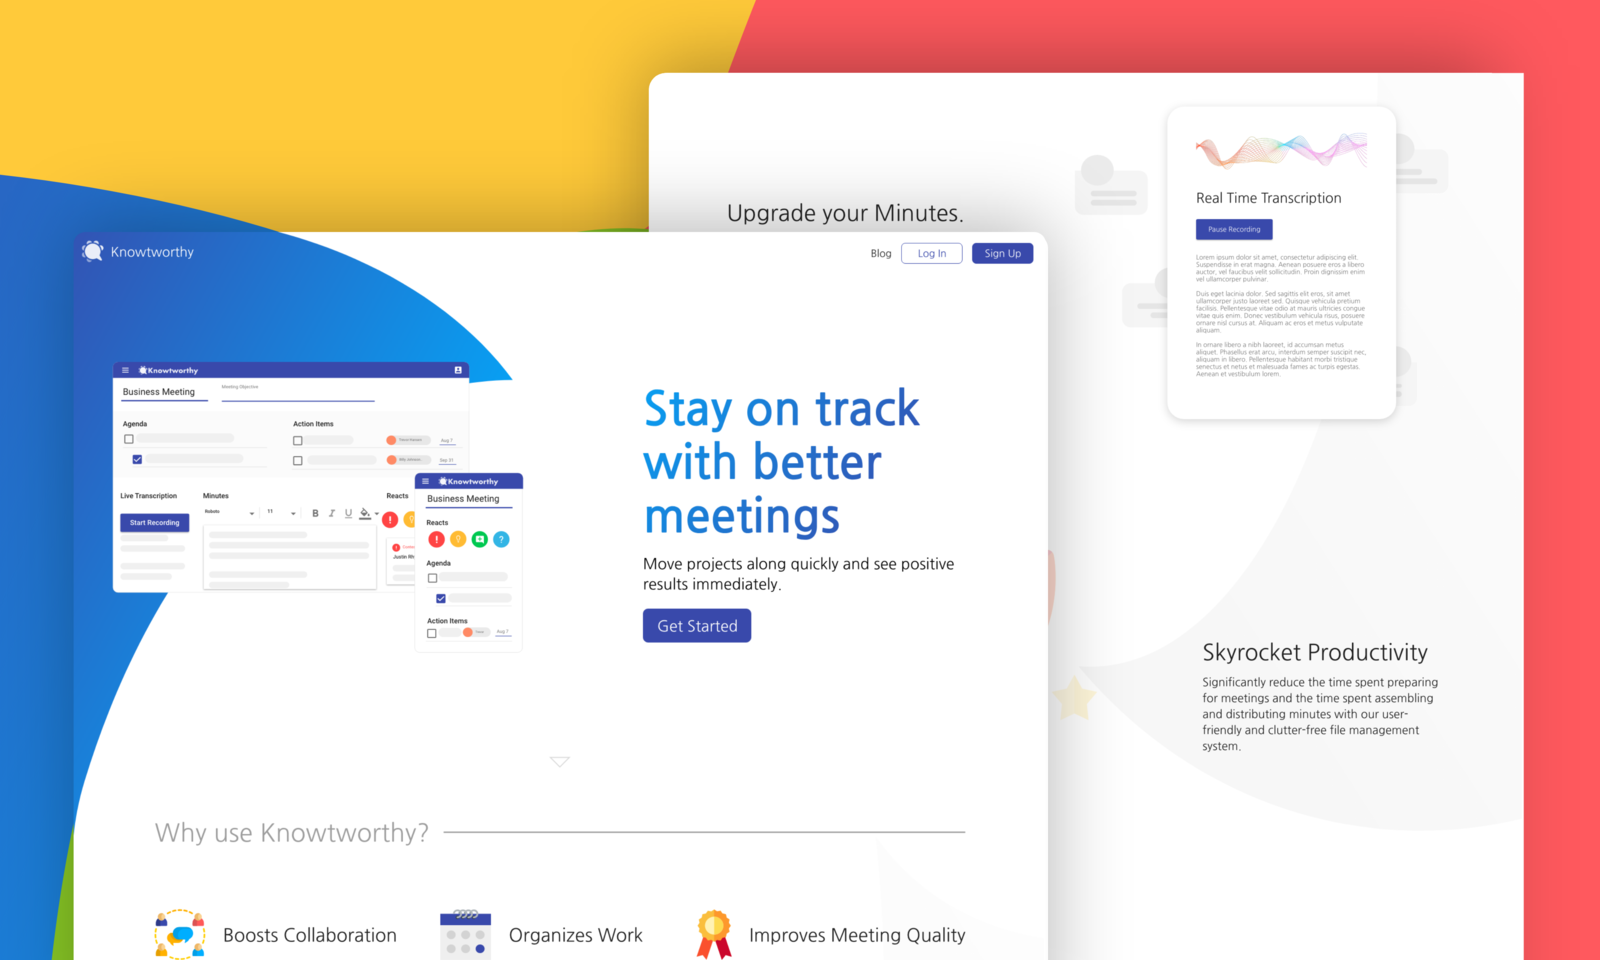 Upgrade your Minutes.
Real Time Transcription
Pause Recording
Lorem ipsum dolor sit amet, consectetur adipiscing elit.
Suspendisse in erat magna. Aenean posuere eros a libero
auctor, vel faucibus velit sollicitudin. Proin dignissim enim
vel ullamcorper pulvinar.
Duis eget lacinia dolor. Sed sagittis elit eros, sit amet
ullamcorper justo laoreet sed. Quisque vehicula pretium
facilisis. Pellentesque vitae odio at mauris ultricies congue
vitae quis enim. Donec vestibulum vehicula risus, posuere
ornare nisl cursus at. Aliquam ac eros et metus vulputate
aliquam.
In ornare libero a nibh laoreet, id accumsan metus
aliquet. Phasellus erat arcu, interdum semper suscipit nec,
aliquam in libero. Pellentesque habitant morbi tristique
senectus et netus et malesuada fames ac turpis egestas.
Aenean et vestibulum lorem.
Skyrocket Productivity
Significantly reduce the time spent preparing
for meetings and the time spent assembling
and distributing minutes with our user-
friendly and clutter-free file management
system.
Knowtworthy
Blog
Log In
Sign Up
Knowtworthy
Business Meeting
Meeting Objective
Agenda
Action Items
Aug 7
Sep 31
Live Transcription
Minutes
Reacts
Start Recording
Roboto
11
B I U
Knowtworthy
Business Meeting
Reacts
Agenda
Action Items
Aug 7
Stay on track
with better
meetings
Move projects along quickly and see positive
results immediately.
Get Started
Why use Knowtworthy?
Boosts Collaboration
Organizes Work
Improves Meeting Quality